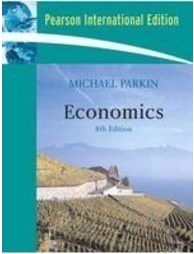 Pearson International Edition
MICHAEL PARKIN
Economics
8th Edition